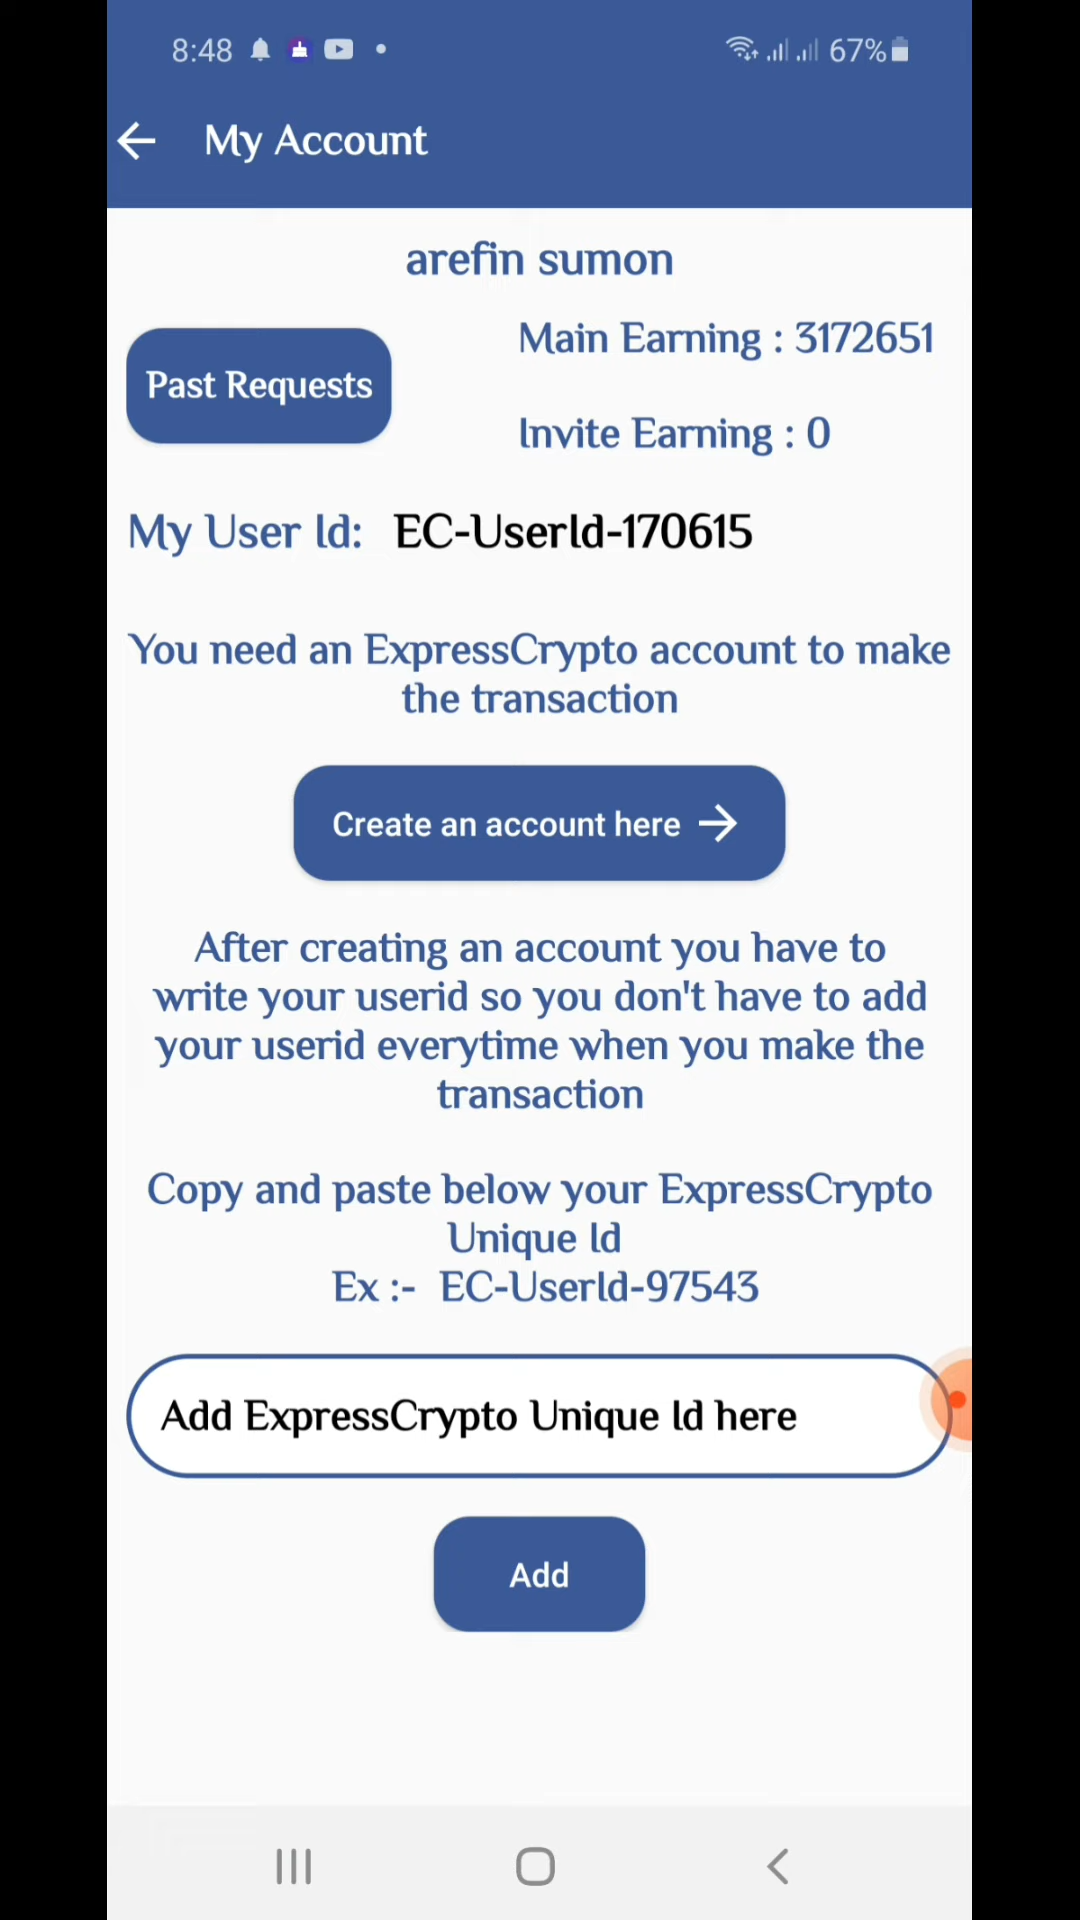 8:48
67%
My Account
arefin sumon
Past Requests
Main Earning : 3172651
Invite Earning : 0
My User Id: EC-UserId-170615
You need an ExpressCrypto account to make
the transaction
Create an account here
After creating an account you have to
write your userid so you don't have to add
your userid everytime when you make the
transaction
Copy and paste below your ExpressCrypto
Unique Id
Ex :- EC-UserId-97543
Add ExpressCrypto Unique Id here
Add